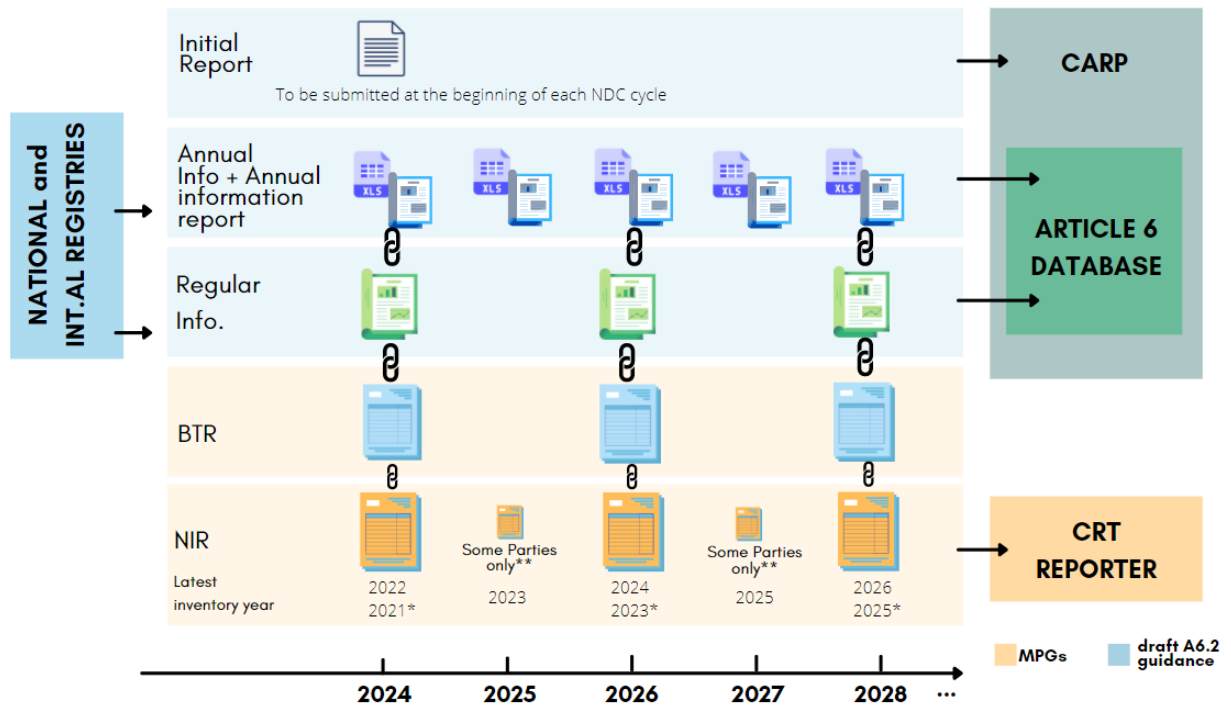 Initial
Report
To be submitted at the beginning of each NDC cycle
CARP
NATIONAL and
INT.AL REGISTRIES
Annual
Info + Annual
information
report
XLS
XLS
XLS
XLS
XLS
ARTICLE 6
DATABASE
Regular
Info.
BTR
NIR
Some Parties
only**
Some Parties
only**
CRT
REPORTER
Latest
inventory year
2022
2021*
2023
2024
2023*
2025
2026
2025*
MPGs
draft A6.2
guidance
2024
2025
2026
2027
2028
...